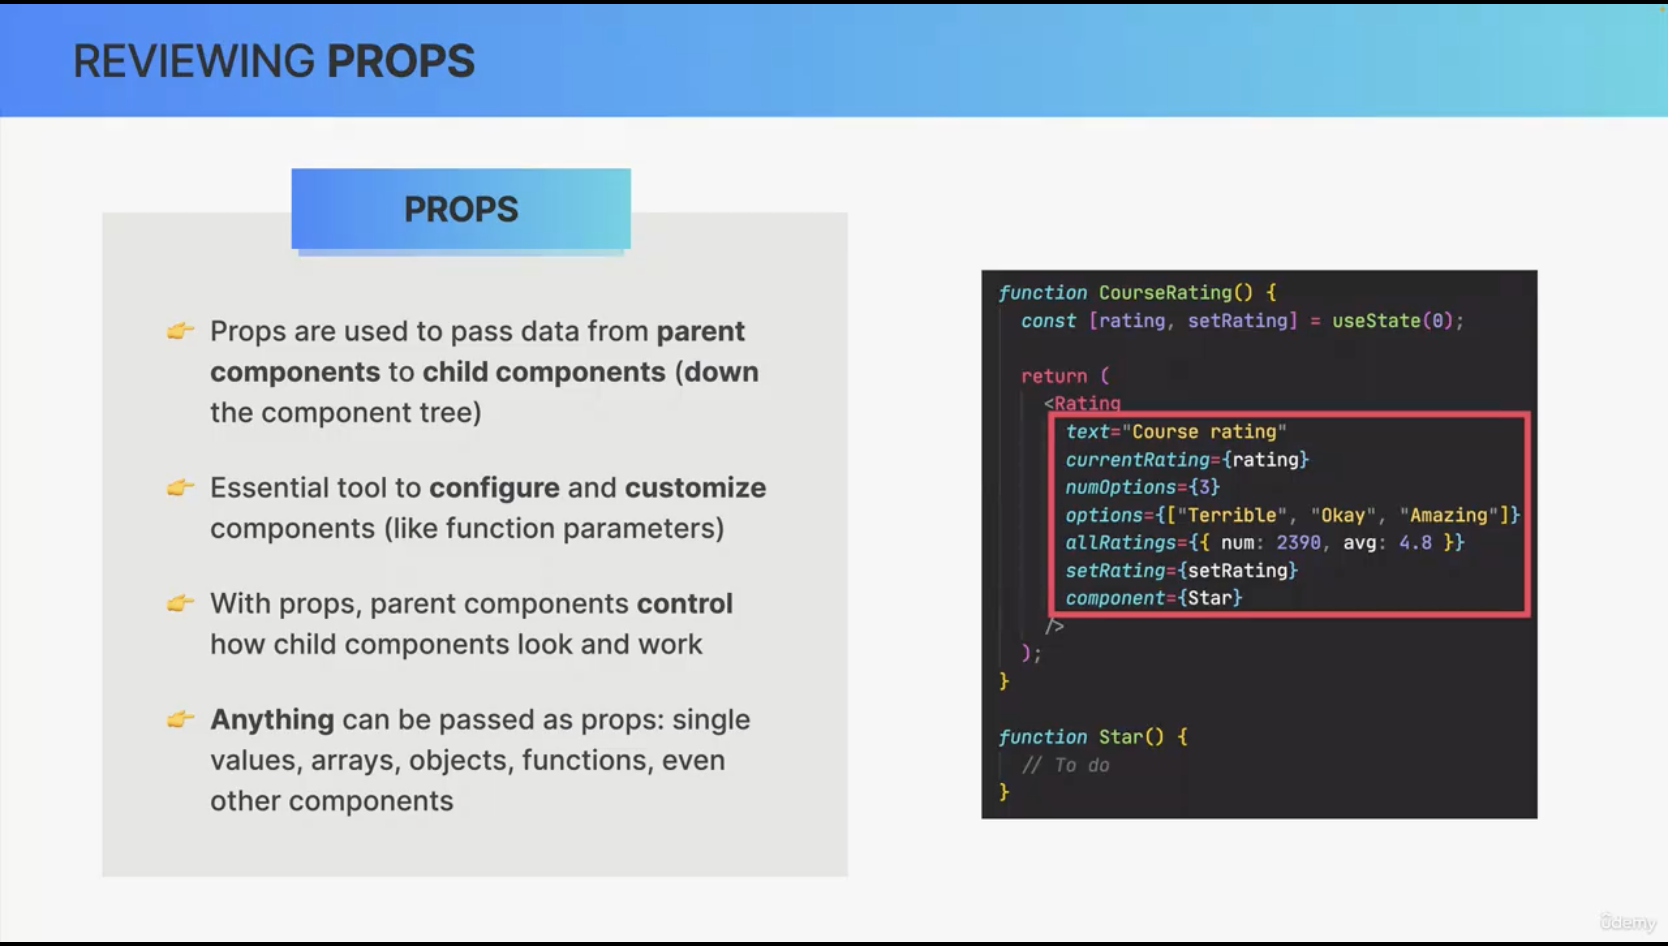 REVIEWING PROPS
PROPS
👉 Props are used to pass data from parent
components to child components (down
the component tree)
👉 Essential tool to configure and customize
components (like function parameters)
👉 With props, parent components control
how child components look and work
👉 Anything can be passed as props: single
values, arrays, objects, functions, even
other components
function CourseRating() {
  const [rating, setRating] = useState(0);
  return (
    <Rating
      text="Course rating"
      currentRating={rating}
      numOptions={3}
      options={["Terrible", "Okay", "Amazing"]}
      allRatings={{ num: 2390, avg: 4.8 }}
      setRating={setRating}
      component={Star}
    />
  );
}
function Star() {
  // To do
}
ûdemy